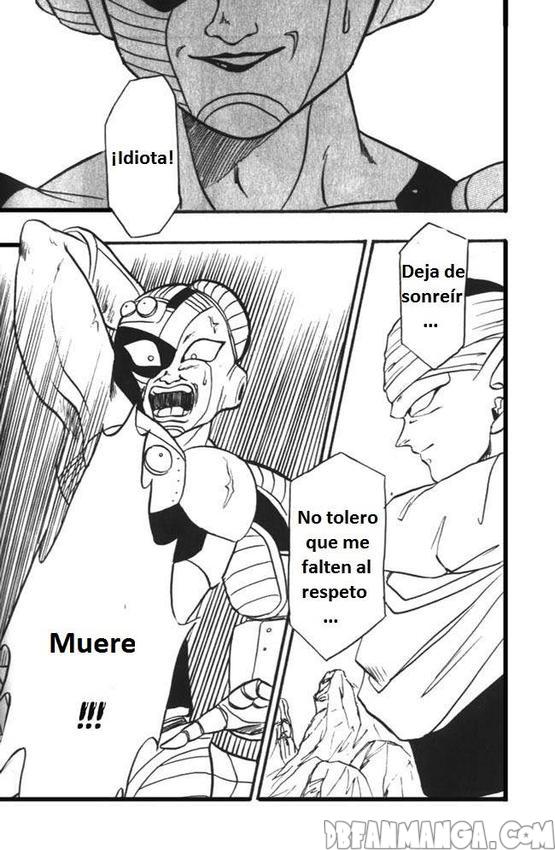 ¡Idiota!
Deja de
sonreír
...
No tolero
que me
falten al
respeto
...
Muere
!!!
DBFANMANGA.COM